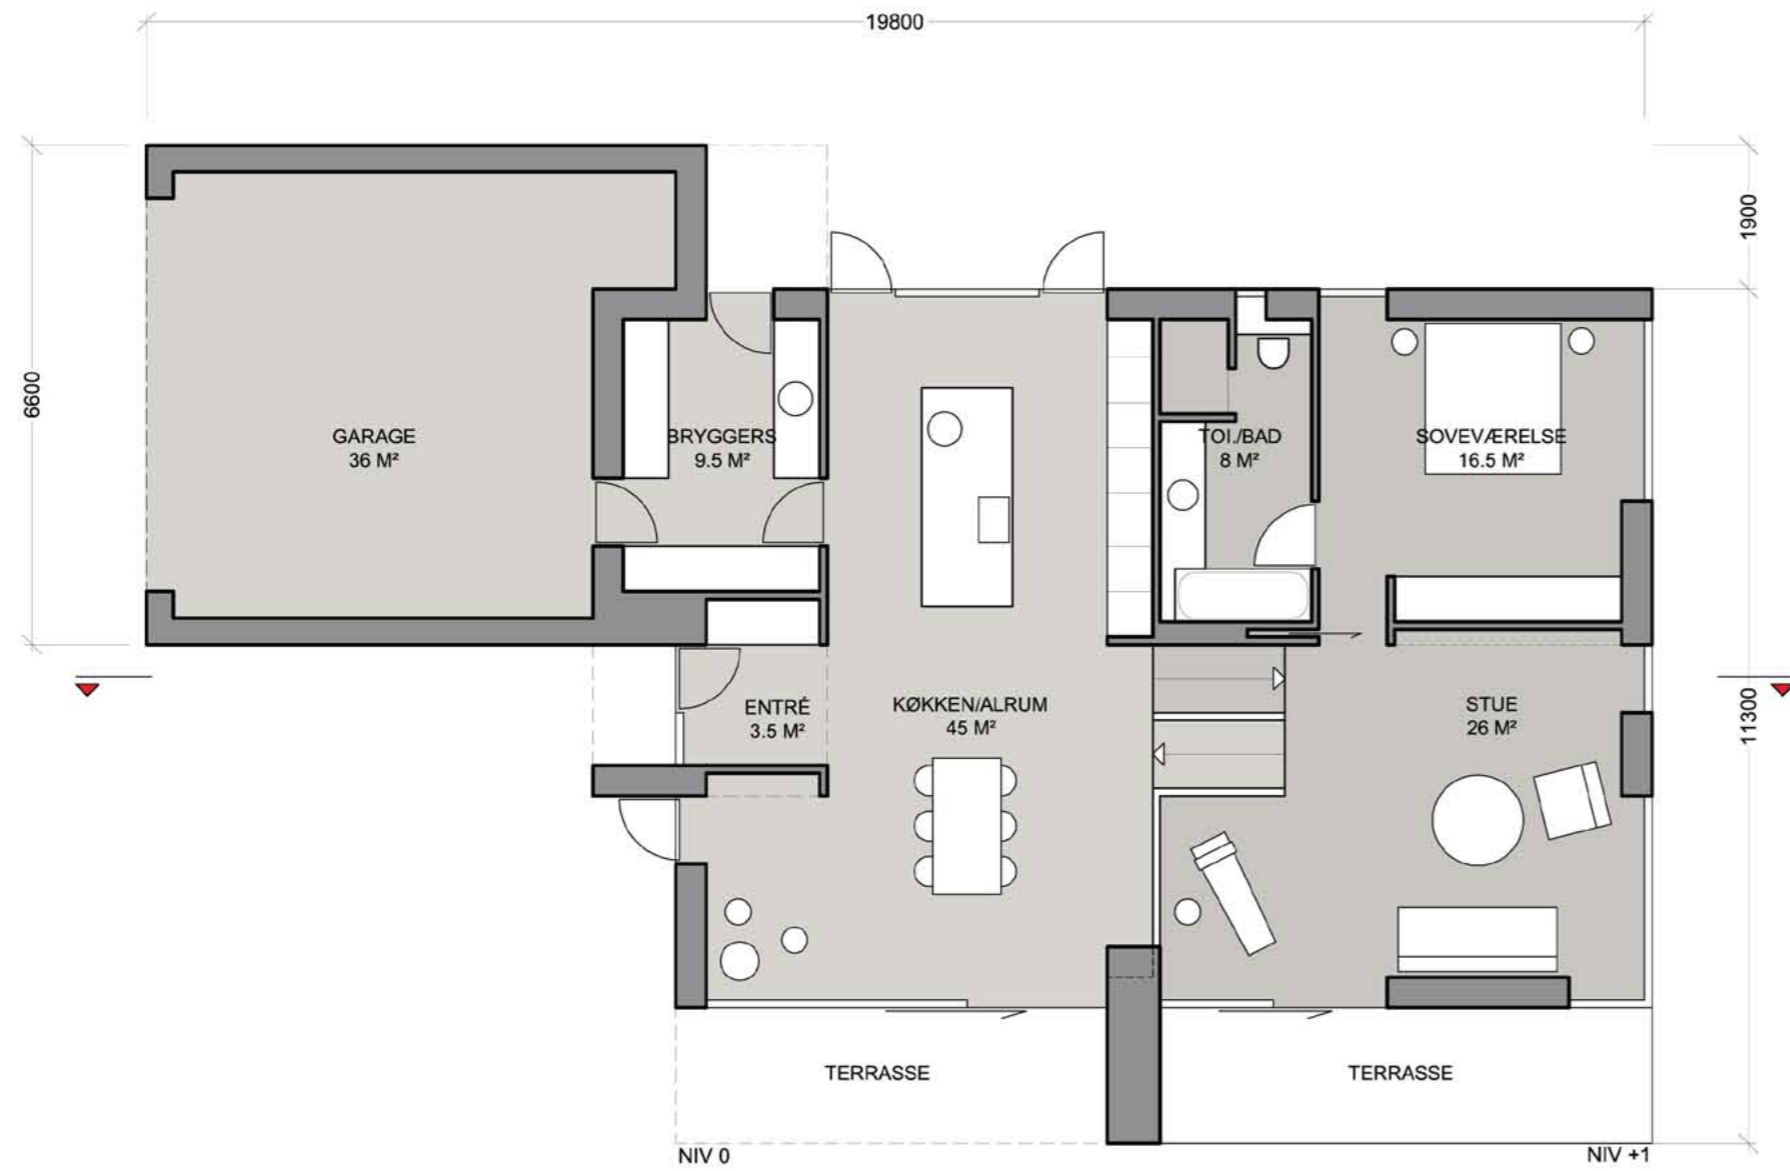 19800
1900
6600
GARAGE
36 M²
BRYGGERS
9.5 M²
TOI./BAD
8 M²
SOVEVÆRELSE
16.5 M²
ENTRÉ
3.5 M²
KØKKEN/ALRUM
45 M²
STUE
26 M²
11300
TERRASSE
TERRASSE
NIV 0
NIV +1